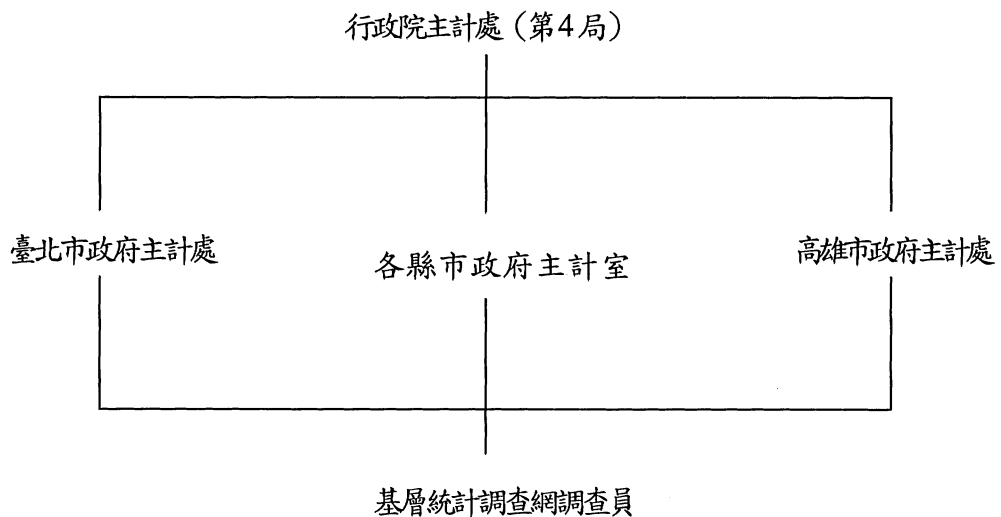 行政院主計處（第4局）
臺北市政府主計處
各縣市政府主計室
高雄市政府主計處
基層統計調查網調查員